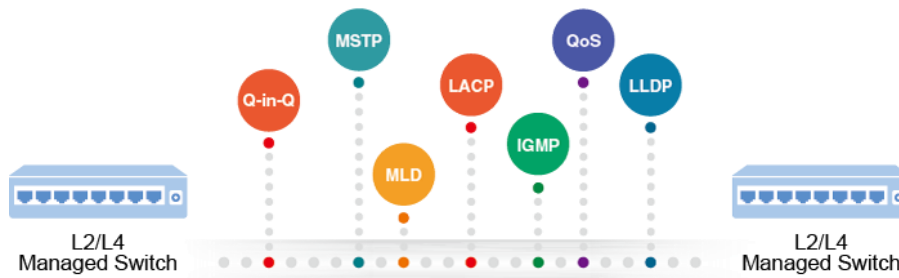 MSTP
QoS
Q-in-Q
LACP
LLDP
MLD
IGMP
L2/L4
Managed Switch
L2/L4
Managed Switch